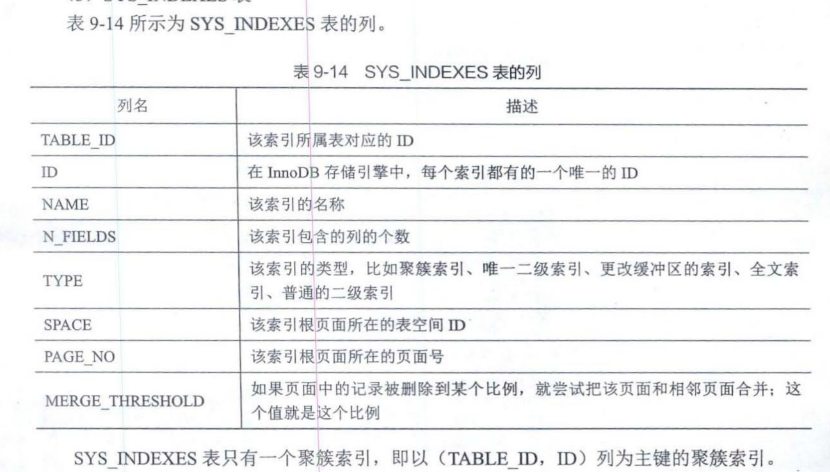 表 9-14 所示为 SYS_INDEXES 表的列。
表 9-14 SYS_INDEXES 表的列
列名 描述
TABLE_ID 该索引所属表对应的 ID
ID 在 InnoDB 存储引擎中，每个索引都有的一个唯一的 ID
NAME 该索引的名称
N_FIELDS 该索引包含的列的个数
TYPE 该索引的类型，比如聚簇索引、唯一二级索引、更改缓冲区的索引、全文索
引、普通的二级索引
SPACE 该索引根页面所在的表空间 ID
PAGE_NO 该索引根页面所在的页面号
MERGE_THRESHOLD 如果页面中的记录被删除到某个比例，就尝试把该页面和相邻页面合并；这
个值就是这个比例
SYS_INDEXES 表只有一个聚簇索引，即以（TABLE_ID，ID）列为主键的聚簇索引。